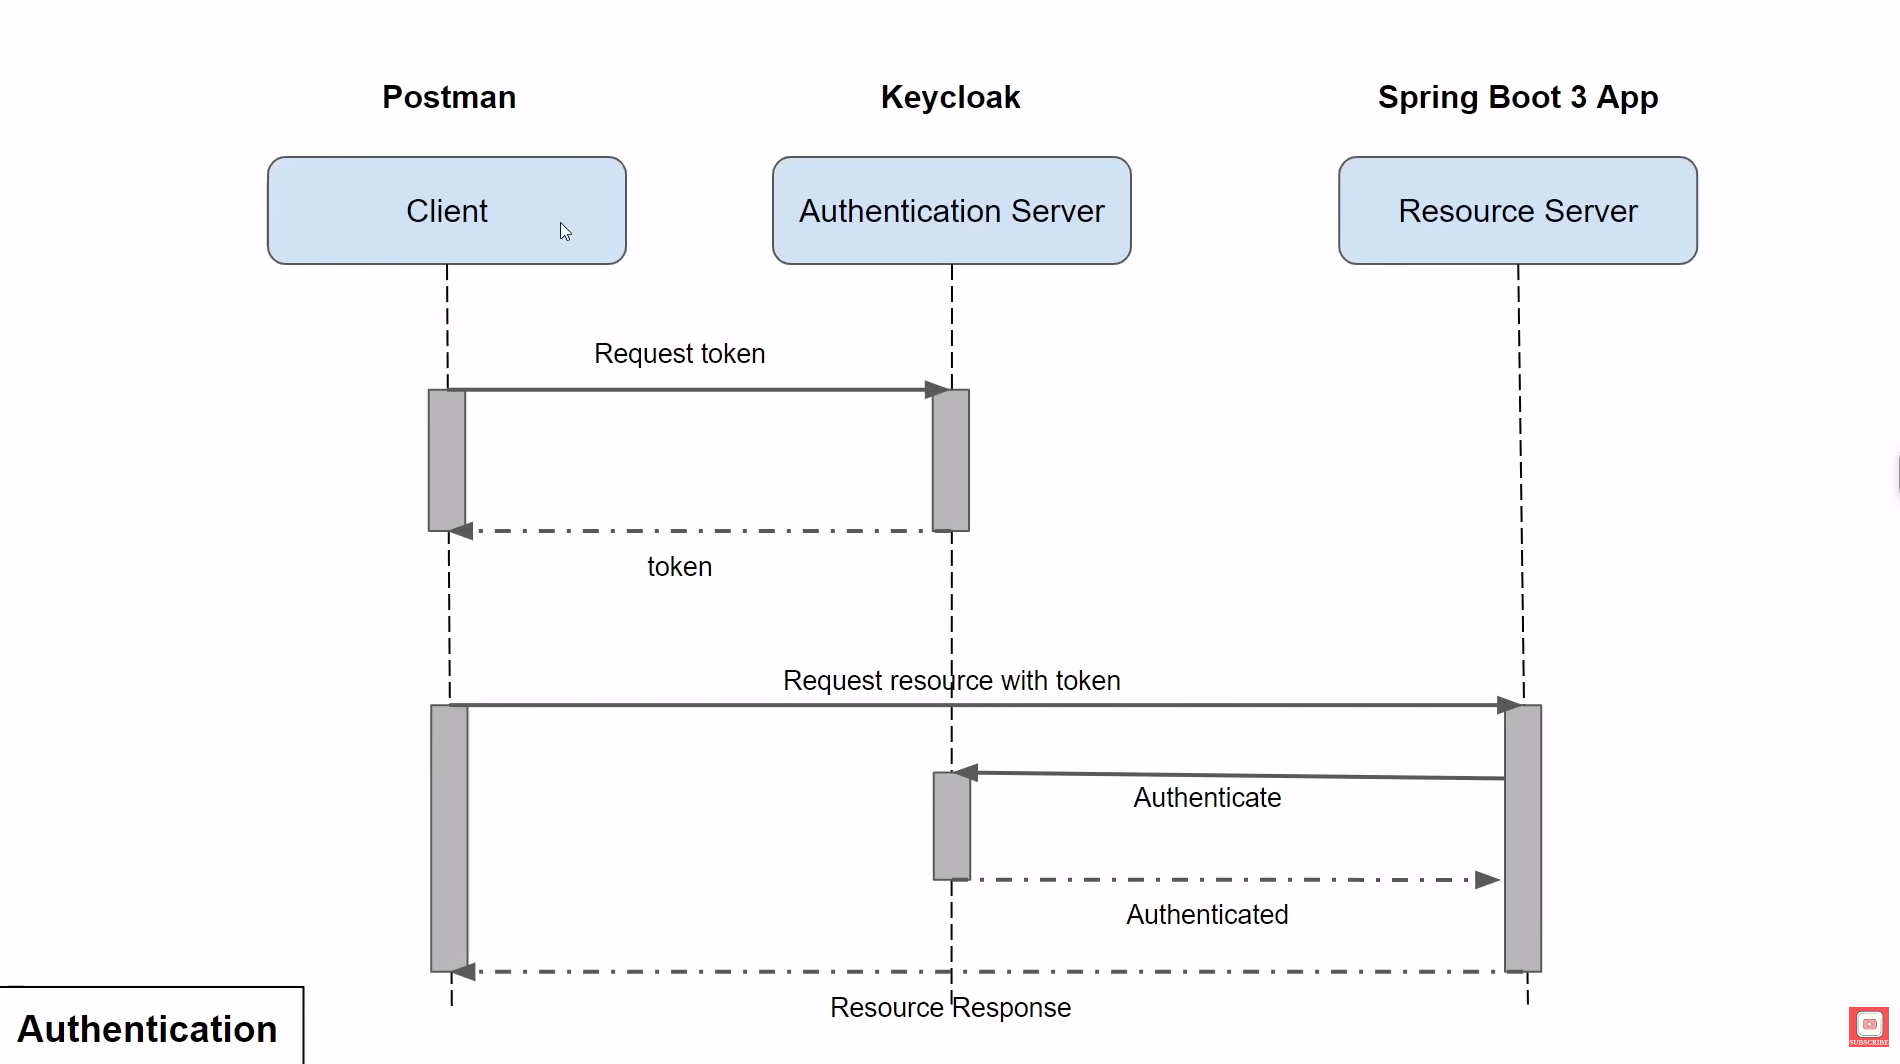 Postman
Keycloak
Spring Boot 3 App
Client
Authentication Server
Resource Server
Request token
token
Request resource with token
Authenticate
Authenticated
Resource Response
Authentication
SUBSCRIBE